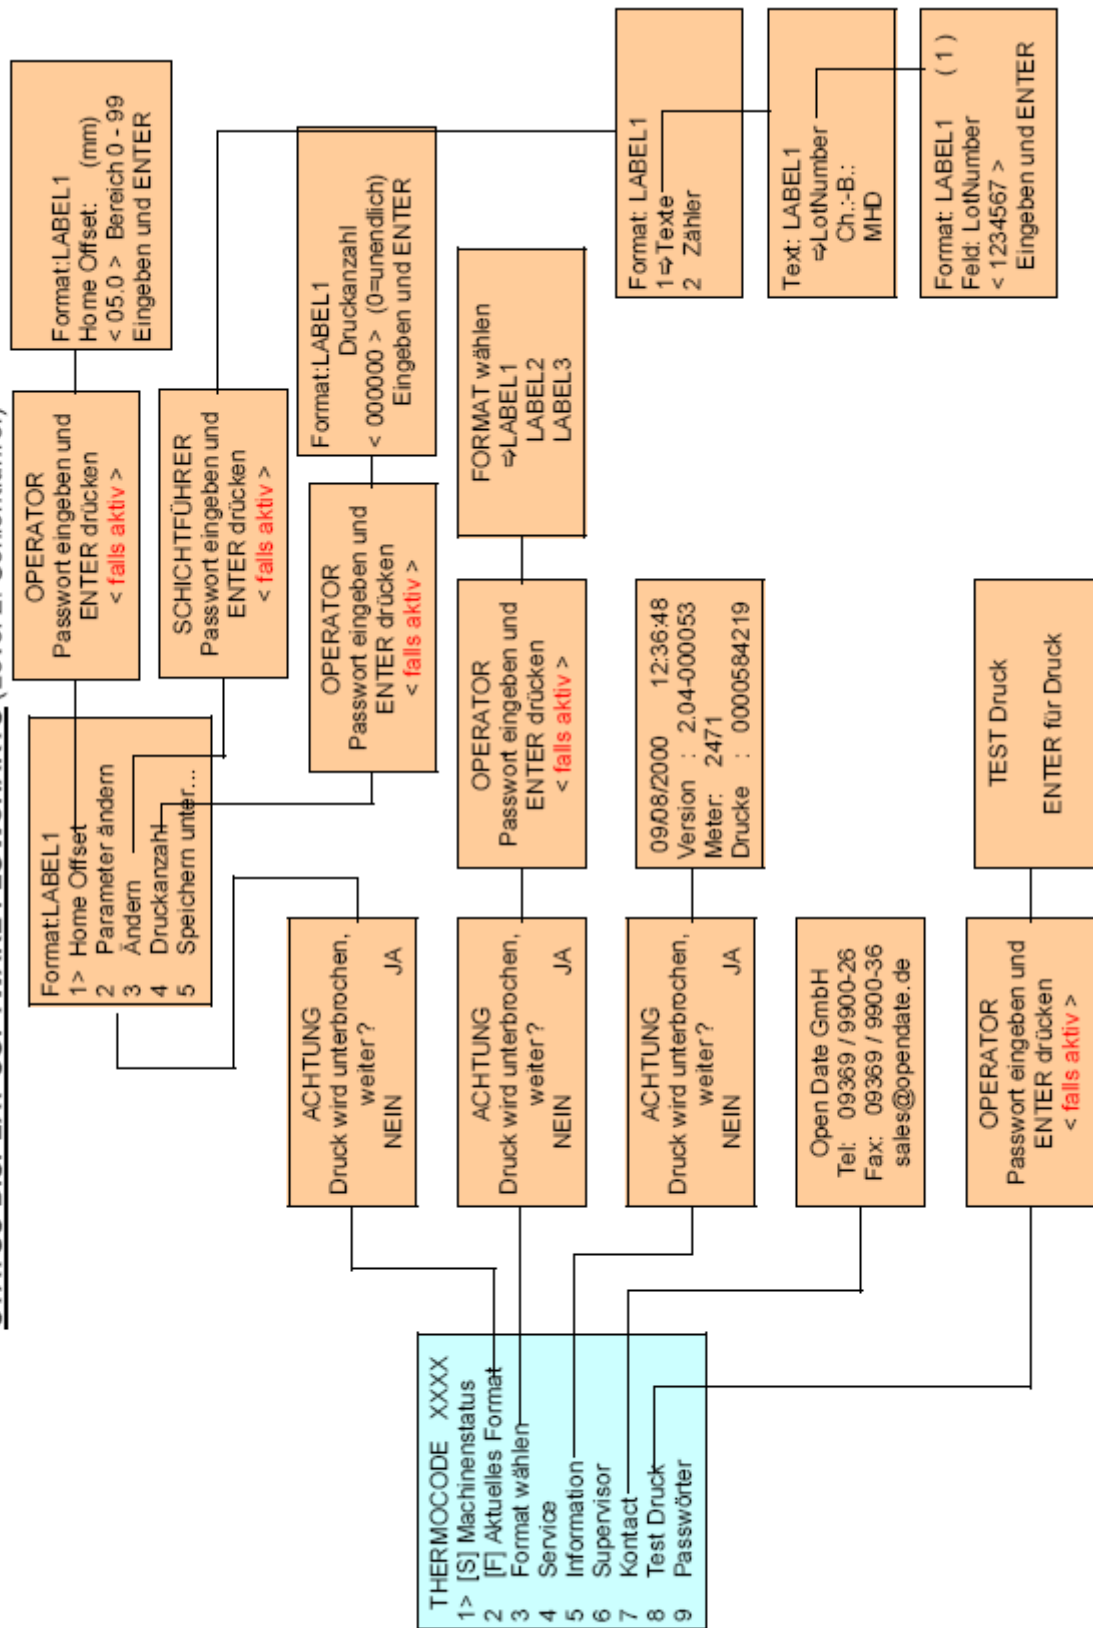 THERMOCODE XXXX
1> [S] Machinenstatus
2 [F] Aktuelles Format
3 Format wählen
4 Service
5 Information
6 Supervisor
7 Kontact
8 Test Druck
9 Passwörter
ACHTUNG
Druck wird unterbrochen,
weiter?
NEIN JA
ACHTUNG
Druck wird unterbrochen,
weiter?
NEIN JA
ACHTUNG
Druck wird unterbrochen,
weiter?
NEIN JA
Open Date GmbH
Tel: 09369 / 9900-26
Fax: 09369 / 9900-36
sales@opendate.de
OPERATOR
Passwort eingeben und
ENTER drücken
< falls aktiv >
Format:LABEL1
1> Home Offset
2 Parameter ändern
3 Ändern
4 Druckanzahl
5 Speichern unter...
OPERATOR
Passwort eingeben und
ENTER drücken
< falls aktiv >
SCHICHTFÜHRER
Passwort eingeben und
ENTER drücken
< falls aktiv >
OPERATOR
Passwort eingeben und
ENTER drücken
< falls aktiv >
OPERATOR
Passwort eingeben und
ENTER drücken
< falls aktiv >
09/08/2000 12:36:48
Version : 2.04-000053
Meter: 2471
Drucke : 0000584219
TEST Druck
ENTER für Druck
Format:LABEL1
Home Offset: (mm)
< 05.0 > Bereich 0 - 99
Eingeben und ENTER
Format:LABEL1
Druckanzahl
< 000000 > (0=unendlich)
Eingeben und ENTER
FORMAT wählen
⇨LABEL1
LABEL2
LABEL3
Format: LABEL1
1⇨Texte
2 Zähler
Text: LABEL1
⇨LotNumber
Ch.:-B.:
MHD
Format: LABEL1 (1)
Feld: LotNumber
< 1234567 >
Eingeben und ENTER